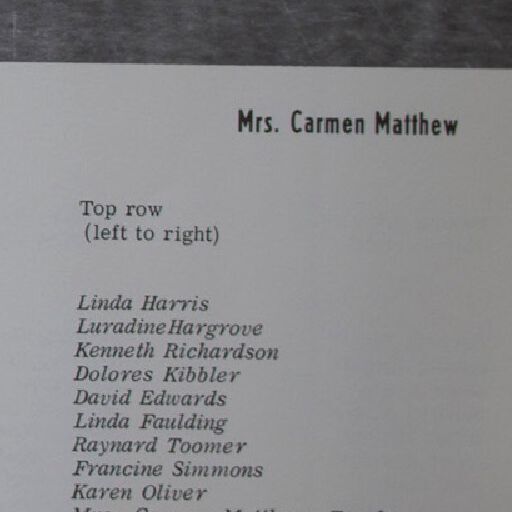 Mrs. Carmen Matthew
Top row
(left to right)
Linda Harris
Luradine Hargrove
Kenneth Richardson
Dolores Kibbler
David Edwards
Linda Faulding
Raynard Toomer
Francine Simmons
Karen Oliver